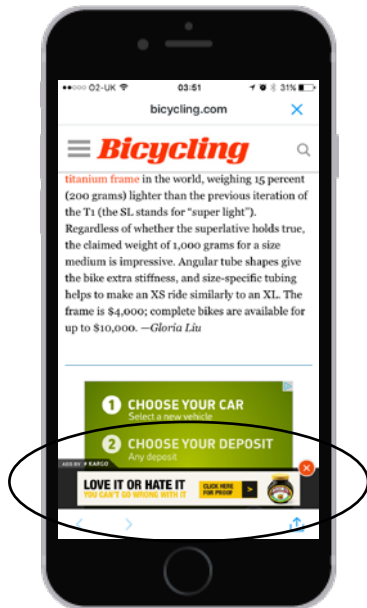 O2-UK 03:51 31%
bicycling.com
Bicycling
titanium frame in the world, weighing 15 percent
(200 grams) lighter than the previous iteration of
the T1 (the SL stands for “super light”).
Regardless of whether the superlative holds true,
the claimed weight of 1,000 grams for a size
medium is impressive. Angular tube shapes give
the bike extra stiffness, and size-specific tubing
helps to make an XS ride similarly to an XL. The
frame is $4,000; complete bikes are available for
up to $10,000. —Gloria Liu
1 CHOOSE YOUR CAR
Select a new vehicle
2 CHOOSE YOUR DEPOSIT
Any deposit
ADS BY KARGO
LOVE IT OR HATE IT
YOU CAN'T GO WRONG WITH IT
CLICK HERE
FOR PROOF